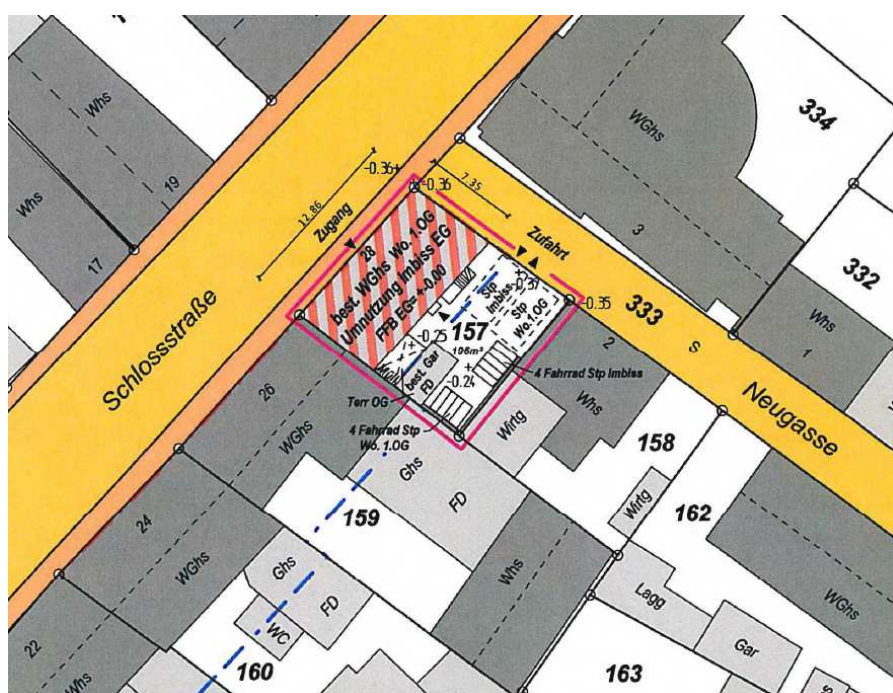 Whs
19
17
Whs
Schlossstraße
12.86
Zugang
-0.36
-0.36
7.35
Zufahrt
28
best. WGhs Wo. 1.OG
Umnutzung Imbiss EG
FFB EG=+-0.00
Stp
Imbiss
Stp
Wo.1.OG
-0.37
-0.35
-0.25
157
196m²
-0.24
Müll
best. Gar
FD
Terr OG
4 Fahrrad Stp
Wo. 1.OG
4 Fahrrad Stp Imbiss
WGhs
3
334
332
333
S
Neugasse
Whs
1
2
Whs
158
Wirtg
Wirtg
162
26
WGhs
24
WGhs
22
Whs
Ghs
FD
159
Ghs
FD
WC
160
Whs
Lagg
Gar
163
WGhs